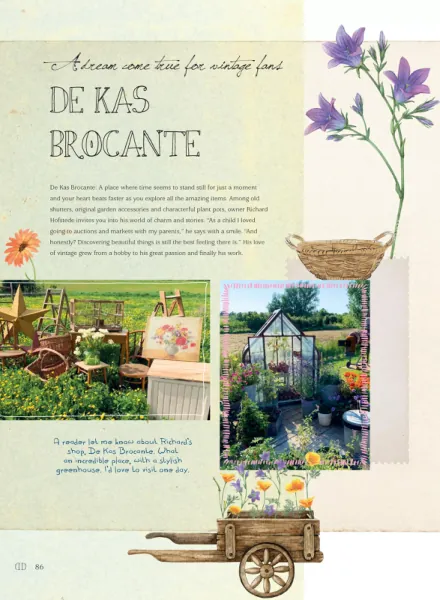 A dream come true for vintage fans
DE KAS
BROCANTE
De Kas Brocante: A place where time seems to stand still for just a moment
and your heart beats faster as you explore all the amazing items. Among old
shutters, original garden accessories and characterful plant pots, owner Richard
Hofstede invites you into his world of charm and stories. “As a child I loved
going to auctions and markets with my parents,” he says with a smile. “And
honestly? Discovering beautiful things is still the best feeling there is.” His love
of vintage grew from a hobby to his great passion and finally his work.
A reader let me know about Richard's
shop, De Kas Brocante. What
an incredible place, with a stylish
greenhouse. I'd love to visit one day.
86